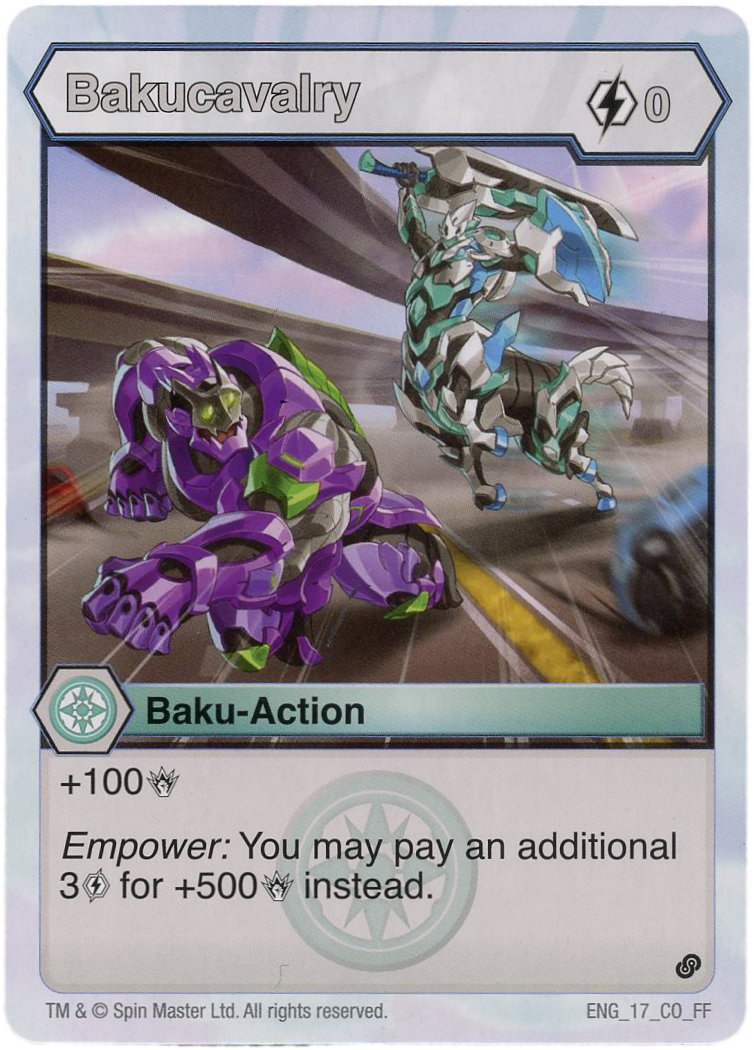 Bakucavalry 0
Baku-Action
+100
Empower: You may pay an additional
3 for +500 instead.
TM & © Spin Master Ltd. All rights reserved. ENG_17_CO_FF